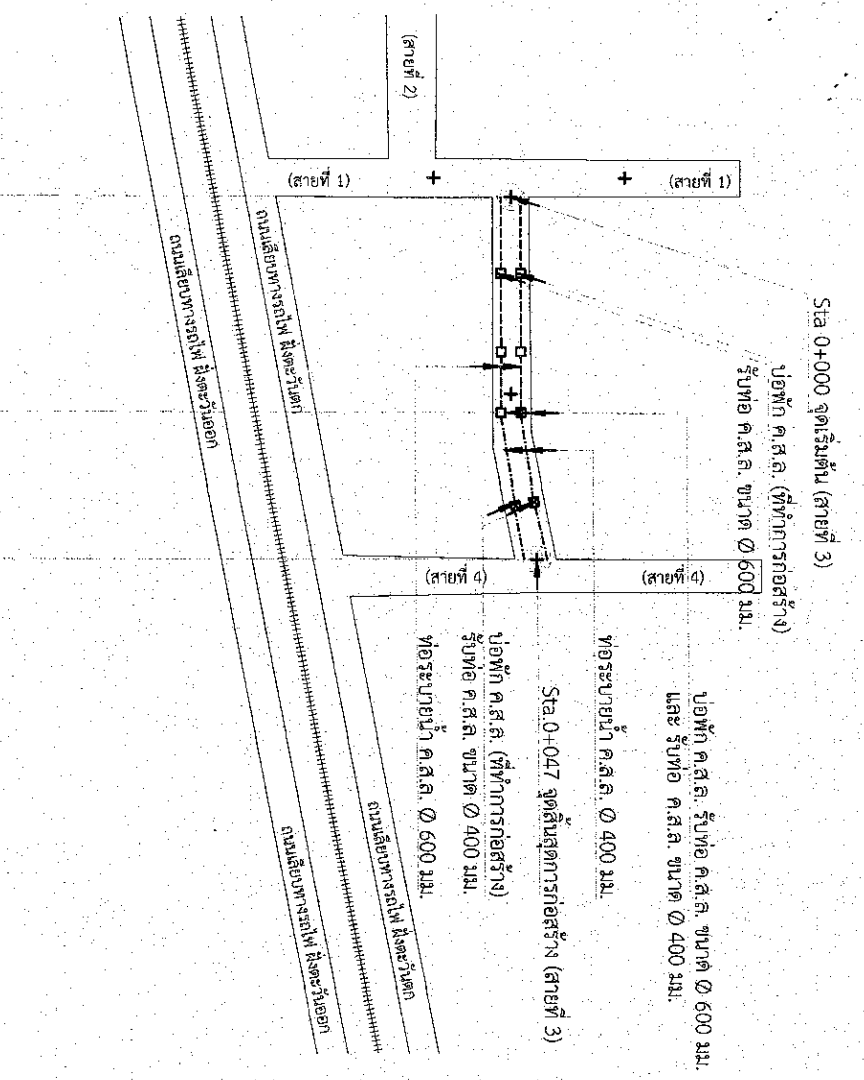 (สายที่ 2)
(สายที่ 1)
(สายที่ 1)
ถนนเลียบทางรถไฟ ฝั่งตะวันตก
ถนนเลียบทางรถไฟ ฝั่งตะวันออก
Sta 0+000 จุดเริ่มต้น (สายที่ 3)
บ่อพัก ค.ส.ล. (ที่ทำการก่อสร้าง)
รับท่อ ค.ส.ล. ขนาด Ø 600 มม.
(สายที่ 4)
(สายที่ 4)
บ่อพัก ค.ส.ล. รับท่อ ค.ส.ล. ขนาด Ø 600 มม.
และ รับท่อ ค.ส.ล. ขนาด Ø 400 มม.
ท่อระบายน้ำ ค.ส.ล. Ø 400 มม.
Sta.0+047 จุดสิ้นสุดการก่อสร้าง (สายที่ 3)
บ่อพัก ค.ส.ล. (ที่ทำการก่อสร้าง)
รับท่อ ค.ส.ล. ขนาด Ø 400 มม.
ท่อระบายน้ำ ค.ส.ล. Ø 600 มม.
ถนนเลียบทางรถไฟ ฝั่งตะวันตก
ถนนเลียบทางรถไฟ ฝั่งตะวันออก